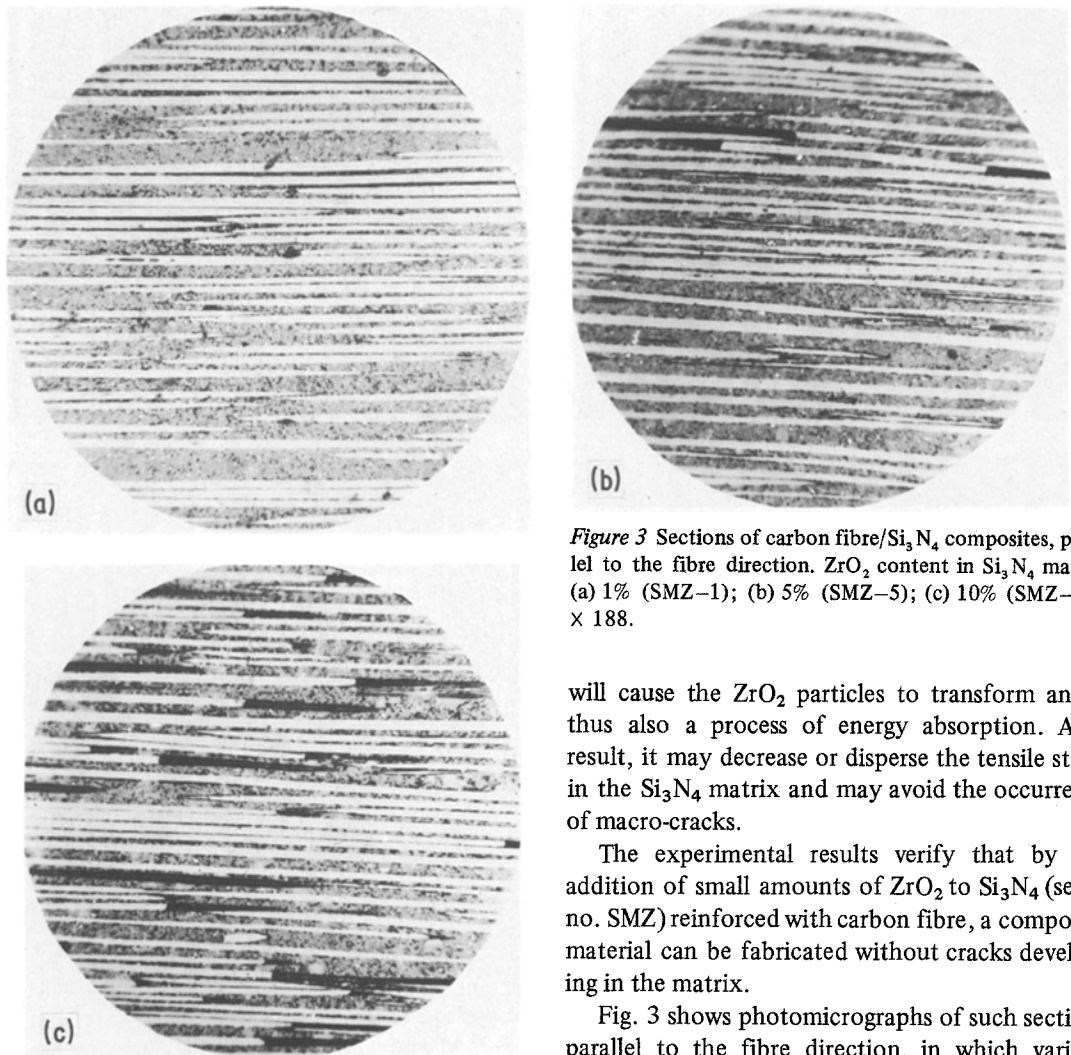 (a)
(b)
Figure 3 Sections of carbon fibre/Si₃N₄ composites, p
lel to the fibre direction. ZrO₂ content in Si₃N₄ ma
(a) 1% (SMZ–1); (b) 5% (SMZ–5); (c) 10% (SMZ–
× 188.
(c)
will cause the ZrO₂ particles to transform an
thus also a process of energy absorption. A
result, it may decrease or disperse the tensile st
in the Si₃N₄ matrix and may avoid the occurre
of macro-cracks.
The experimental results verify that by
addition of small amounts of ZrO₂ to Si₃N₄ (se
no. SMZ) reinforced with carbon fibre, a compo
material can be fabricated without cracks devel
ing in the matrix.
Fig. 3 shows photomicrographs of such secti
parallel to the fibre direction, in which vari